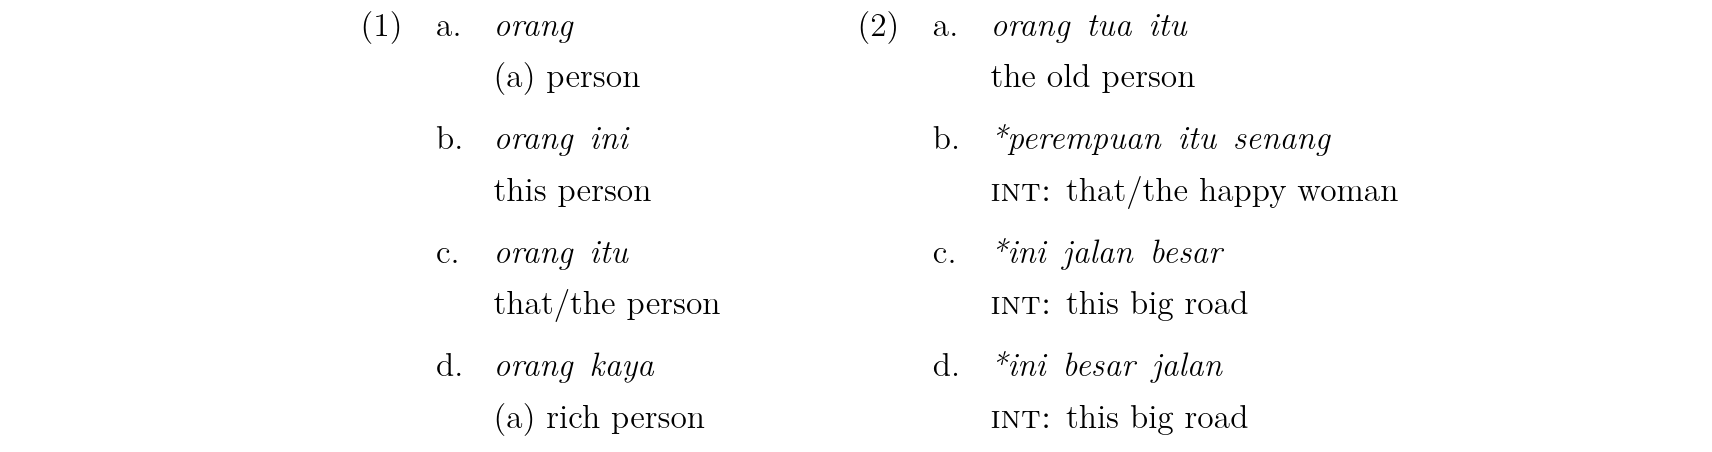 (1) a. orang
(a) person
b. orang ini
this person
c. orang itu
that/the person
d. orang kaya
(a) rich person
(2) a. orang tua itu
the old person
b. *perempuan itu senang
INT: that/the happy woman
c. *ini jalan besar
INT: this big road
d. *ini besar jalan
INT: this big road